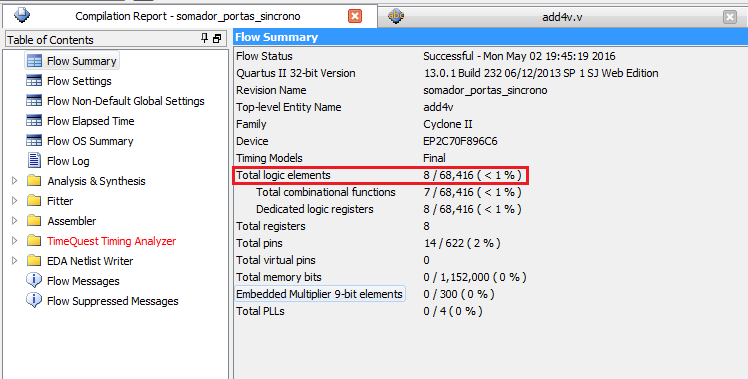 Compilation Report - somador_portas_sincrono
add4v.v
Table of Contents
Flow Summary
Flow Settings
Flow Non-Default Global Settings
Flow Elapsed Time
Flow OS Summary
Flow Log
Analysis & Synthesis
Fitter
Assembler
TimeQuest Timing Analyzer
EDA Netlist Writer
Flow Messages
Flow Suppressed Messages
Flow Summary
Flow Status Successful - Mon May 02 19:45:19 2016
Quartus II 32-bit Version 13.0.1 Build 232 06/12/2013 SP 1 SJ Web Edition
Revision Name somador_portas_sincrono
Top-level Entity Name add4v
Family Cyclone II
Device EP2C70F896C6
Timing Models Final
Total logic elements 8 / 68,416 ( < 1 % )
Total combinational functions 7 / 68,416 ( < 1 % )
Dedicated logic registers 8 / 68,416 ( < 1 % )
Total registers 8
Total pins 14 / 622 ( 2 % )
Total virtual pins 0
Total memory bits 0 / 1,152,000 ( 0 % )
Embedded Multiplier 9-bit elements 0 / 300 ( 0 % )
Total PLLs 0 / 4 ( 0 % )